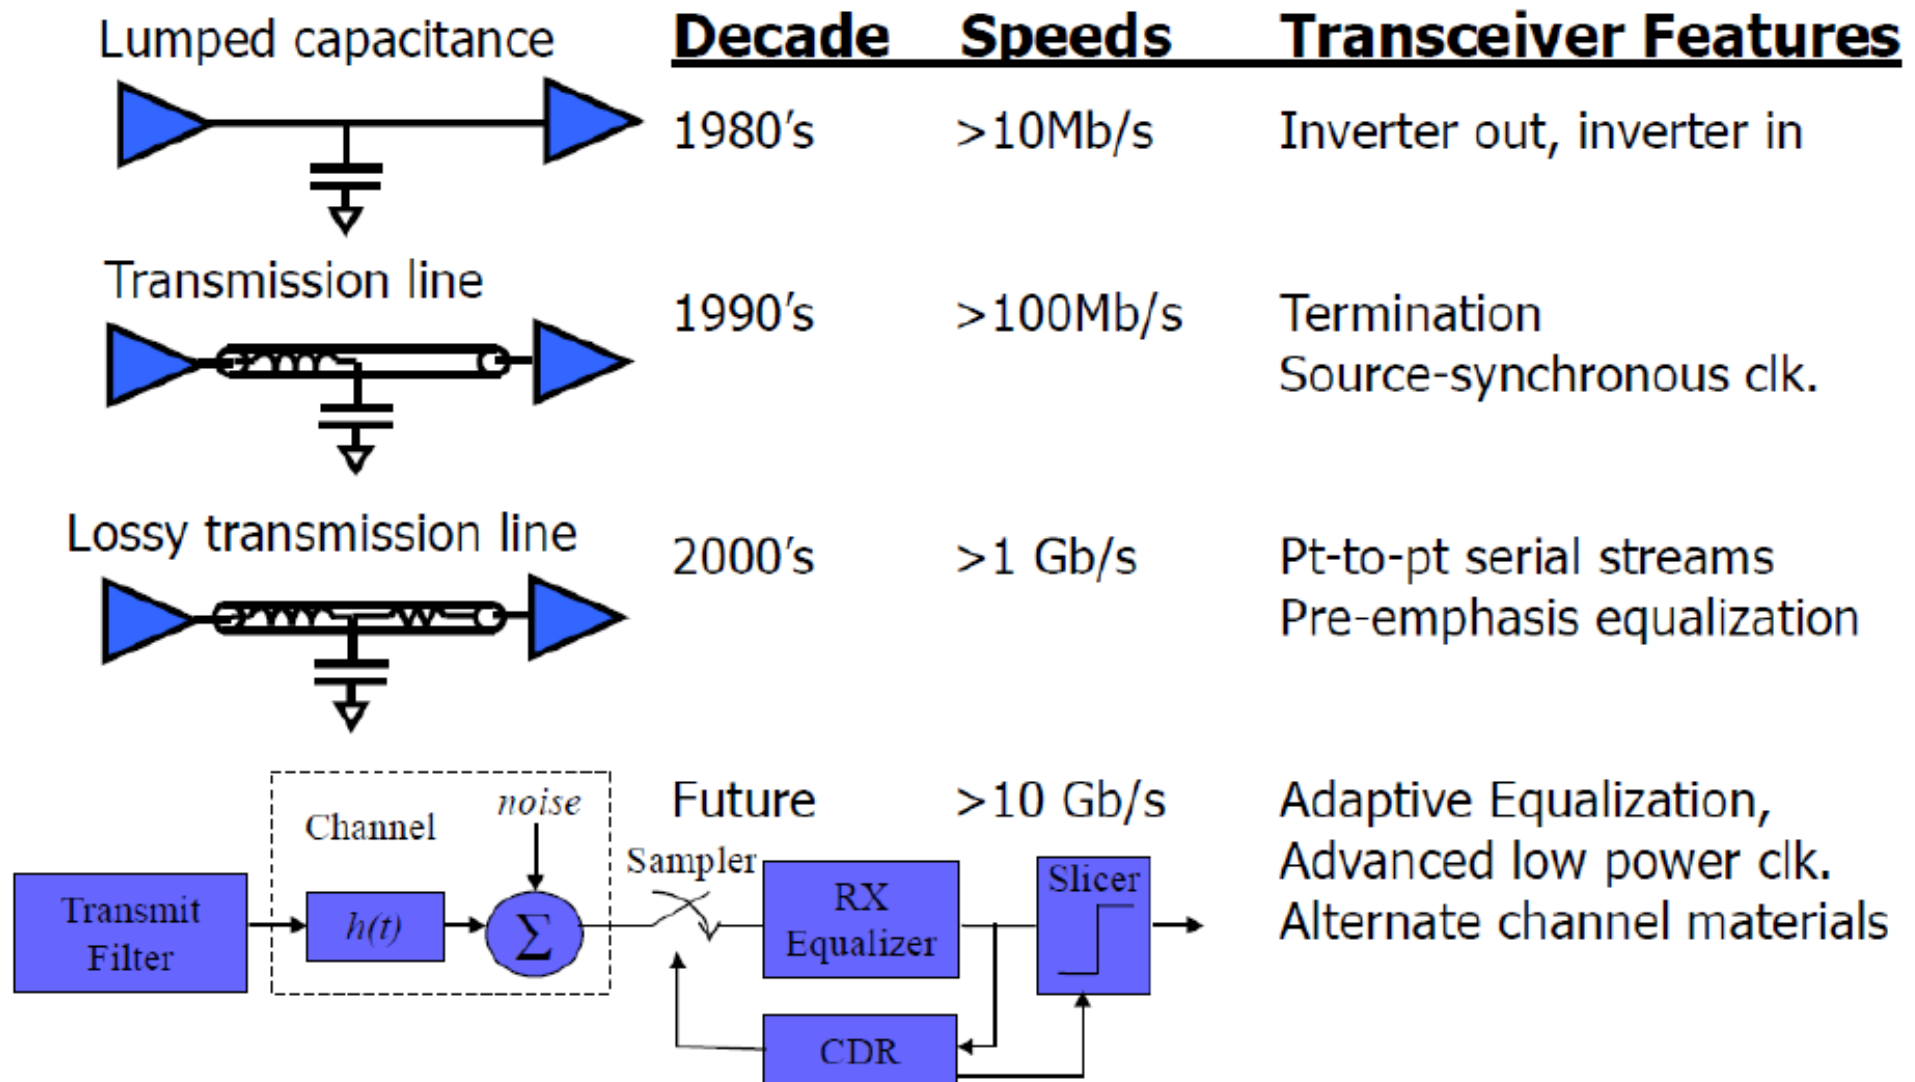 Lumped capacitance
Decade Speeds Transceiver Features
1980's >10Mb/s Inverter out, inverter in
Transmission line
1990's >100Mb/s Termination
Source-synchronous clk.
Lossy transmission line
2000's >1 Gb/s Pt-to-pt serial streams
Pre-emphasis equalization
Future >10 Gb/s Adaptive Equalization,
Advanced low power clk.
Alternate channel materials
Transmit
Filter
Channel
h(t)
noise
Σ
Sampler
RX
Equalizer
Slicer
CDR